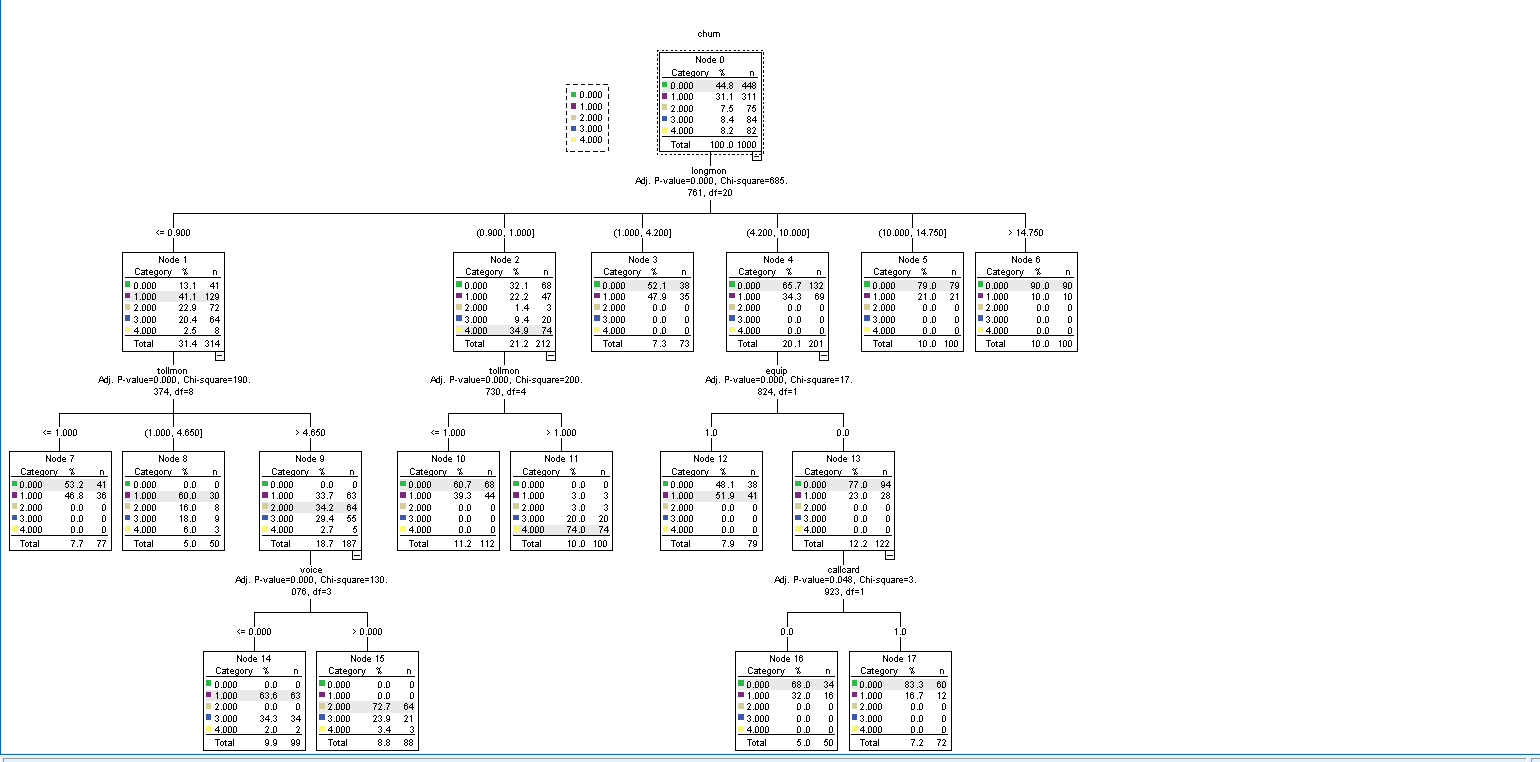 churn
Node 0
Category % n
0.000 44.8 448
1.000 31.1 311
2.000 7.5 75
3.000 8.4 84
4.000 8.2 82
Total 100.0 1000
0.000
1.000
2.000
3.000
4.000
longmon
Adj. P-value=0.000, Chi-square=685.
761, df=20
<= 0.900
(0.900, 1.000]
(1.000, 4.200]
(4.200, 10.000]
(10.000, 14.750]
> 14.750
Node 1
Category % n
0.000 13.1 41
1.000 41.1 129
2.000 22.9 72
3.000 20.4 64
4.000 2.5 8
Total 31.4 314
Node 2
Category % n
0.000 32.1 68
1.000 22.2 47
2.000 1.4 3
3.000 9.4 20
4.000 34.9 74
Total 21.2 212
Node 3
Category % n
0.000 52.1 38
1.000 47.9 35
2.000 0.0 0
3.000 0.0 0
4.000 0.0 0
Total 7.3 73
Node 4
Category % n
0.000 65.7 132
1.000 34.3 69
2.000 0.0 0
3.000 0.0 0
4.000 0.0 0
Total 20.1 201
Node 5
Category % n
0.000 79.0 79
1.000 21.0 21
2.000 0.0 0
3.000 0.0 0
4.000 0.0 0
Total 10.0 100
Node 6
Category % n
0.000 90.0 90
1.000 10.0 10
2.000 0.0 0
3.000 0.0 0
4.000 0.0 0
Total 10.0 100
tollmon
Adj. P-value=0.000, Chi-square=190.
374, df=8
tollmon
Adj. P-value=0.000, Chi-square=200.
730, df=4
equip
Adj. P-value=0.000, Chi-square=17.
824, df=1
<= 1.000
(1.000, 4.650]
> 4.650
<= 1.000
> 1.000
1.0
0.0
Node 7
Category % n
0.000 53.2 41
1.000 46.8 36
2.000 0.0 0
3.000 0.0 0
4.000 0.0 0
Total 7.7 77
Node 8
Category % n
0.000 0.0 0
1.000 60.0 30
2.000 16.0 8
3.000 18.0 9
4.000 6.0 3
Total 5.0 50
Node 9
Category % n
0.000 0.0 0
1.000 33.7 63
2.000 34.2 64
3.000 29.4 55
4.000 2.7 5
Total 18.7 187
Node 10
Category % n
0.000 60.7 68
1.000 39.3 44
2.000 0.0 0
3.000 0.0 0
4.000 0.0 0
Total 11.2 112
Node 11
Category % n
0.000 0.0 0
1.000 3.0 3
2.000 3.0 3
3.000 20.0 20
4.000 74.0 74
Total 10.0 100
Node 12
Category % n
0.000 48.1 38
1.000 51.9 41
2.000 0.0 0
3.000 0.0 0
4.000 0.0 0
Total 7.9 79
Node 13
Category % n
0.000 77.0 94
1.000 23.0 28
2.000 0.0 0
3.000 0.0 0
4.000 0.0 0
Total 12.2 122
voice
Adj. P-value=0.000, Chi-square=130.
076, df=3
callcard
Adj. P-value=0.048, Chi-square=3.
923, df=1
<= 0.000
> 0.000
0.0
1.0
Node 14
Category % n
0.000 0.0 0
1.000 63.6 63
2.000 0.0 0
3.000 34.3 34
4.000 2.0 2
Total 9.9 99
Node 15
Category % n
0.000 0.0 0
1.000 0.0 0
2.000 72.7 64
3.000 23.9 21
4.000 3.4 3
Total 8.8 88
Node 16
Category % n
0.000 68.0 34
1.000 32.0 16
2.000 0.0 0
3.000 0.0 0
4.000 0.0 0
Total 5.0 50
Node 17
Category % n
0.000 83.3 60
1.000 16.7 12
2.000 0.0 0
3.000 0.0 0
4.000 0.0 0
Total 7.2 72